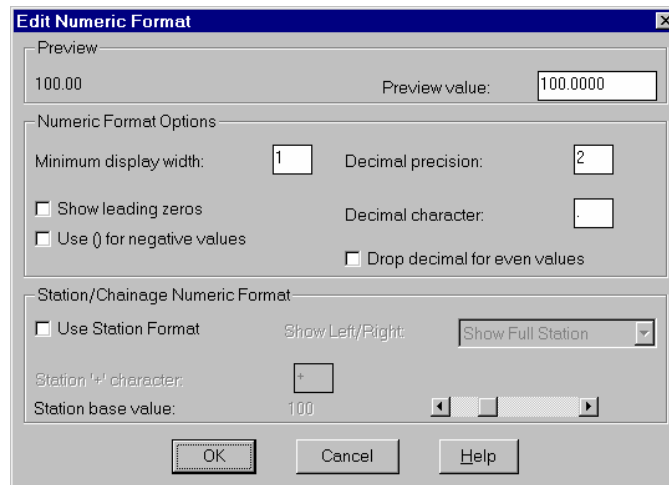 Edit Numeric Format
Preview
100.00
Preview value: 100.0000
Numeric Format Options
Minimum display width: 1
Decimal precision: 2
Show leading zeros
Decimal character: .
Use () for negative values
Drop decimal for even values
Station/Chainage Numeric Format
Use Station Format
Show Left/Right: Show Full Station
Station '+' character: +
Station base value: 100
OK
Cancel
Help